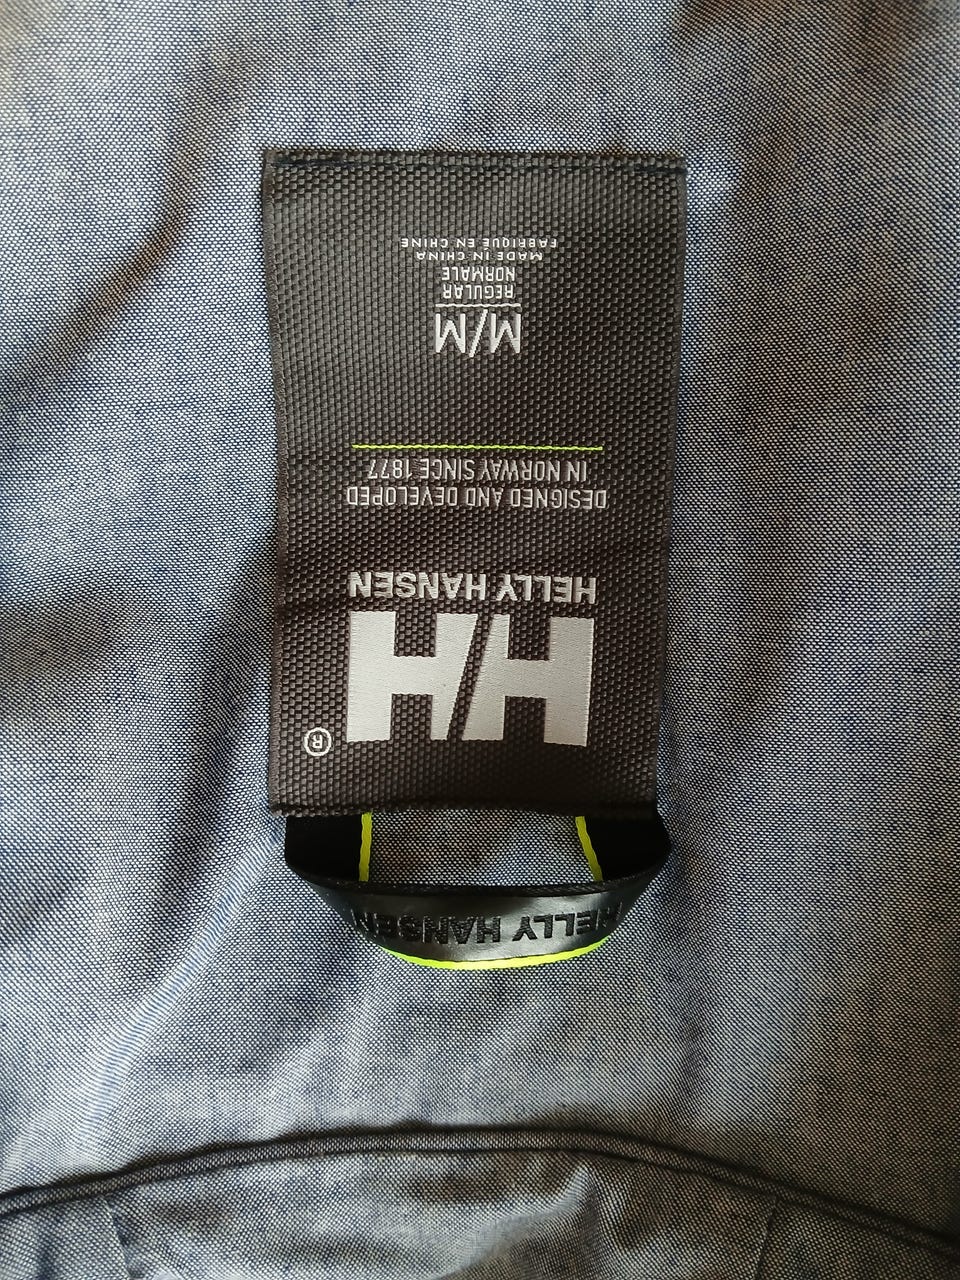 HELLY HANSEN
HH
®
HELLY HANSEN
DESIGNED AND DEVELOPED
IN NORWAY SINCE 1877
M/M
REGULAR
NORMALE
MADE IN CHINA
FABRIQUÉ EN CHINE